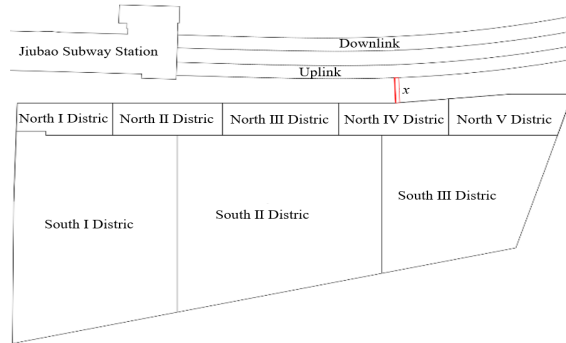 Downlink
Jiubao Subway Station
Uplink
x
North I Distric
North II Distric
North III Distric
North IV Distric
North V Distric
South I Distric
South II Distric
South III Distric